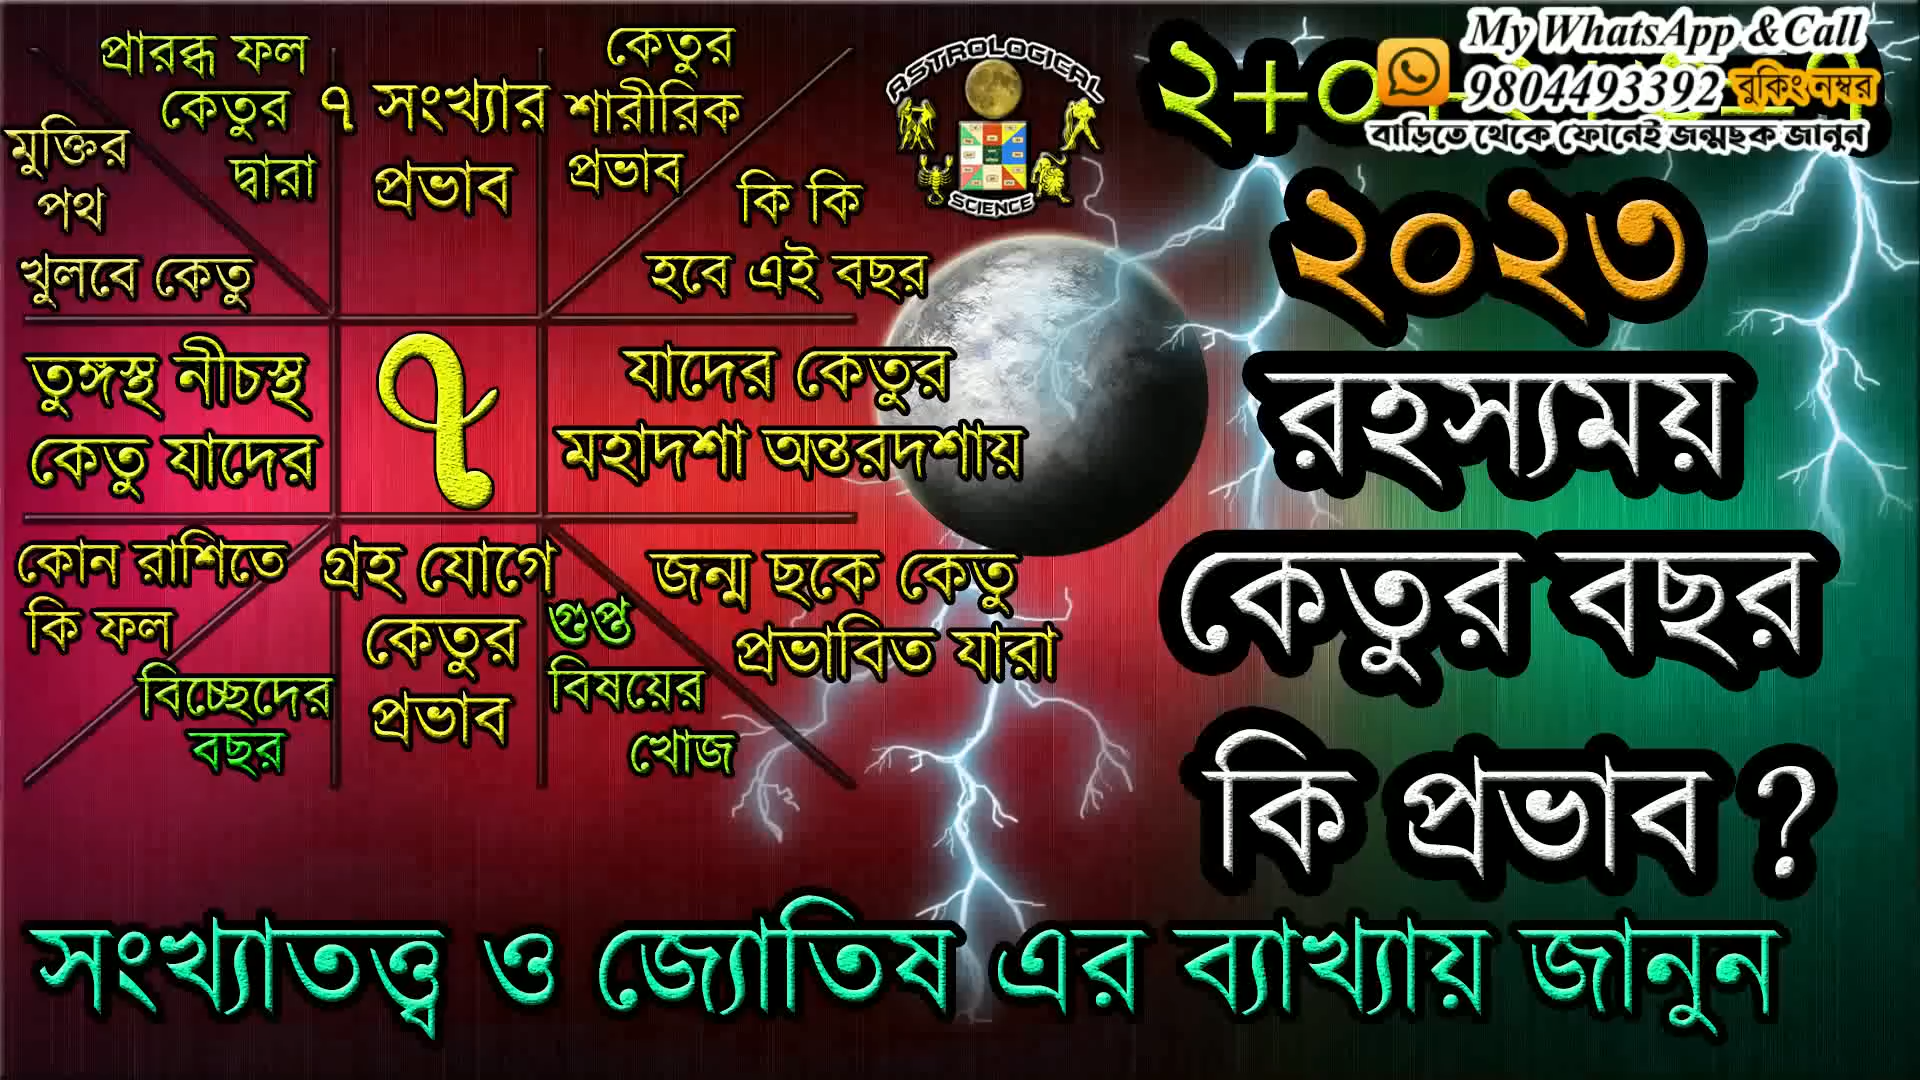 প্রারব্ধ ফল
কেতুর
দ্বারা
৭ সংখ্যার
প্রভাব
কেতুর
শারীরিক
প্রভাব
মুক্তির
পথ
খুলবে কেতু
কি কি
হবে এই বছর
তুঙ্গস্থ নীচস্থ
কেতু যাদের
৭
যাদের কেতুর
মহাদশা অন্তরদশায়
কোন রাশিতে
কি ফল
বিচ্ছেদের
বছর
গ্রহ যোগে
কেতুর
প্রভাব
গুপ্ত
বিষয়ের
খোজ
জন্ম ছকে কেতু
প্রভাবিত যারা
ASTROLOGICAL
SCIENCE
My WhatsApp & Call
9804493392 বুকিং নম্বর
বাড়িতে থেকে ফোনেই জন্মছক জানুন
২+০
২০২৩
রহস্যময়
কেতুর বছর
কি প্রভাব ?
সংখ্যাতত্ত্ব ও জ্যোতিষ এর ব্যাখ্যায় জানুন